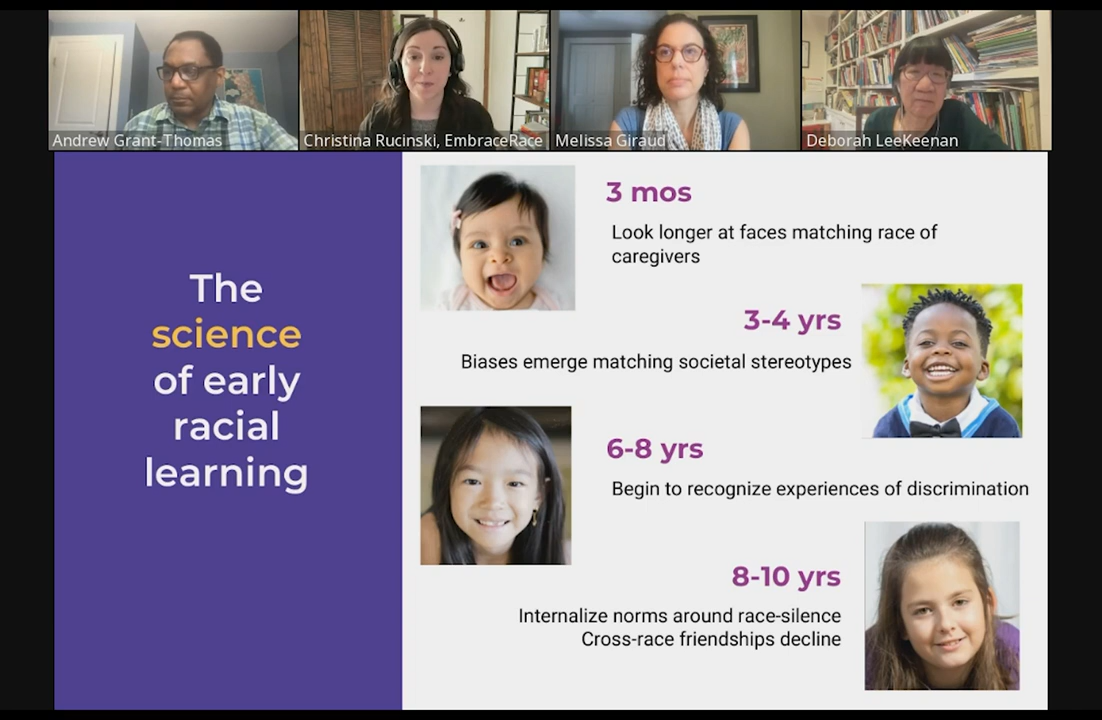 Andrew Grant-Thomas
Christina Rucinski, EmbraceRace
Melissa Giraud
Deborah LeeKeenan
The
science
of early
racial
learning
3 mos
Look longer at faces matching race of
caregivers
3-4 yrs
Biases emerge matching societal stereotypes
6-8 yrs
Begin to recognize experiences of discrimination
8-10 yrs
Internalize norms around race-silence
Cross-race friendships decline